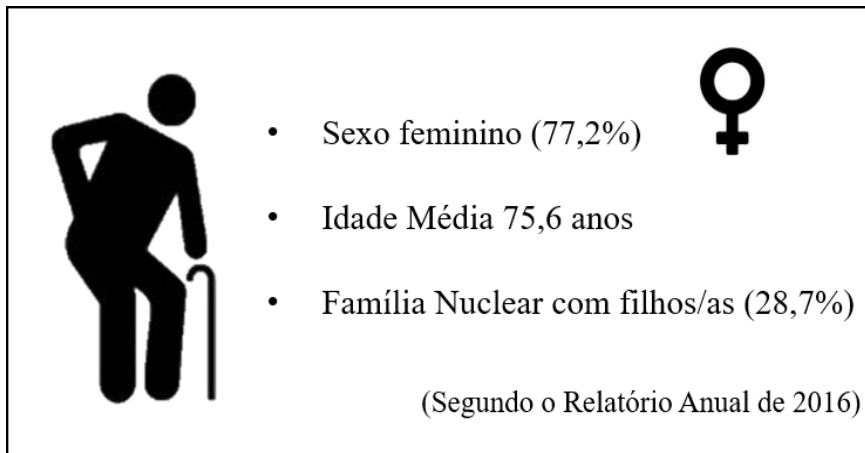 • Sexo feminino (77,2%)
• Idade Média 75,6 anos
• Família Nuclear com filhos/as (28,7%)
(Segundo o Relatório Anual de 2016)